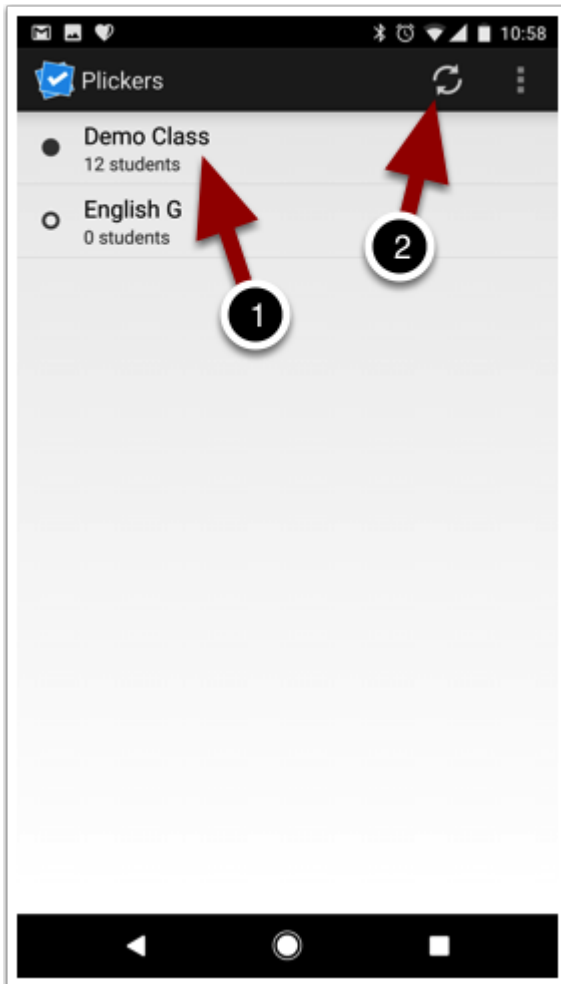 10:58
Plickers
Demo Class
12 students
English G
0 students
1
2